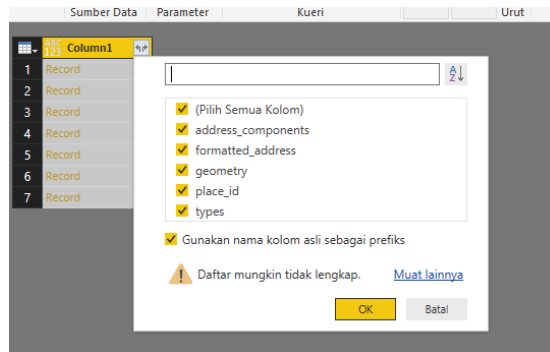 Sumber Data Parameter Kueri Urut
ABC 123 Column1
1 Record
2 Record
3 Record
4 Record
5 Record
6 Record
7 Record
A Z
(Pilih Semua Kolom)
address_components
formatted_address
geometry
place_id
types
Gunakan nama kolom asli sebagai prefiks
Daftar mungkin tidak lengkap. Muat lainnya
OK Batal